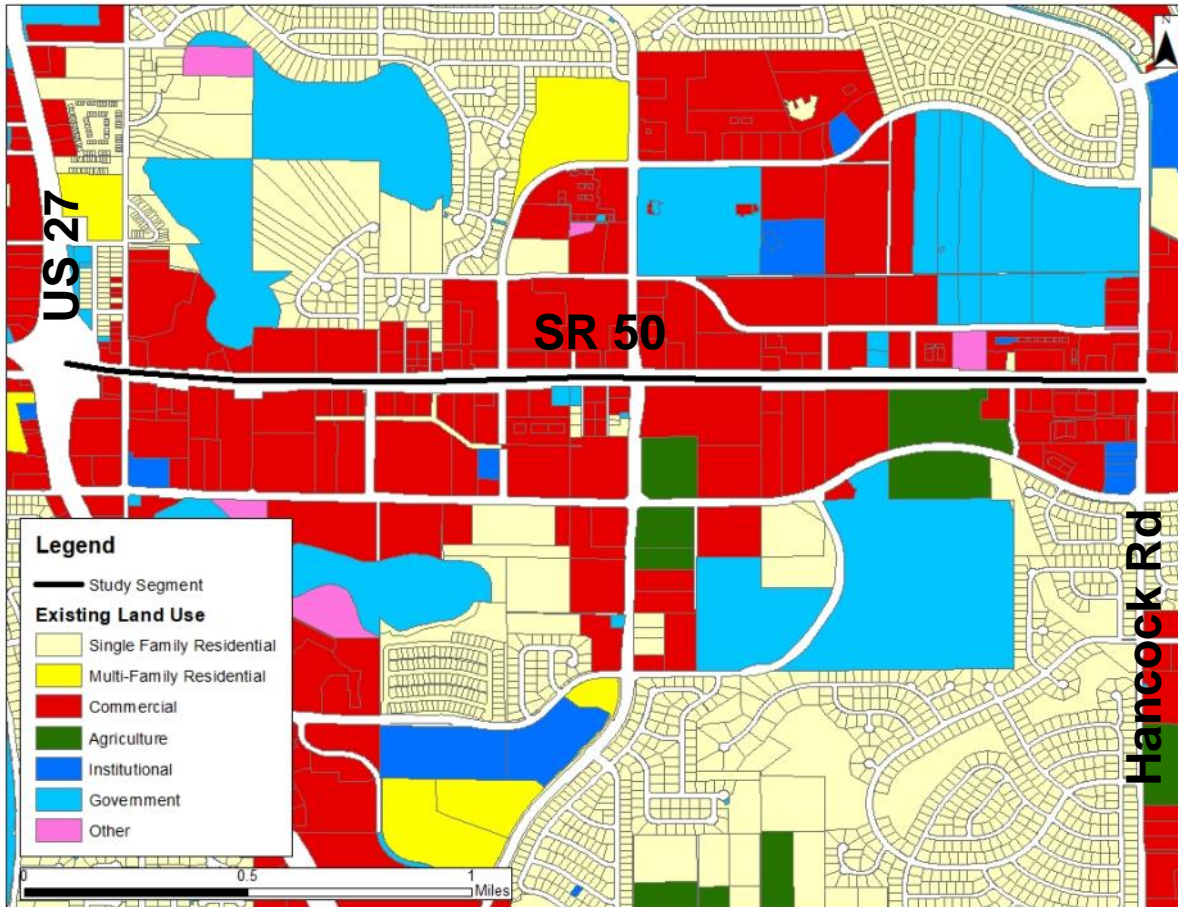 N
US 27
SR 50
Hancock Rd
Legend
Study Segment
Existing Land Use
Single Family Residential
Multi-Family Residential
Commercial
Agriculture
Institutional
Government
Other
0 0.5 1
Miles